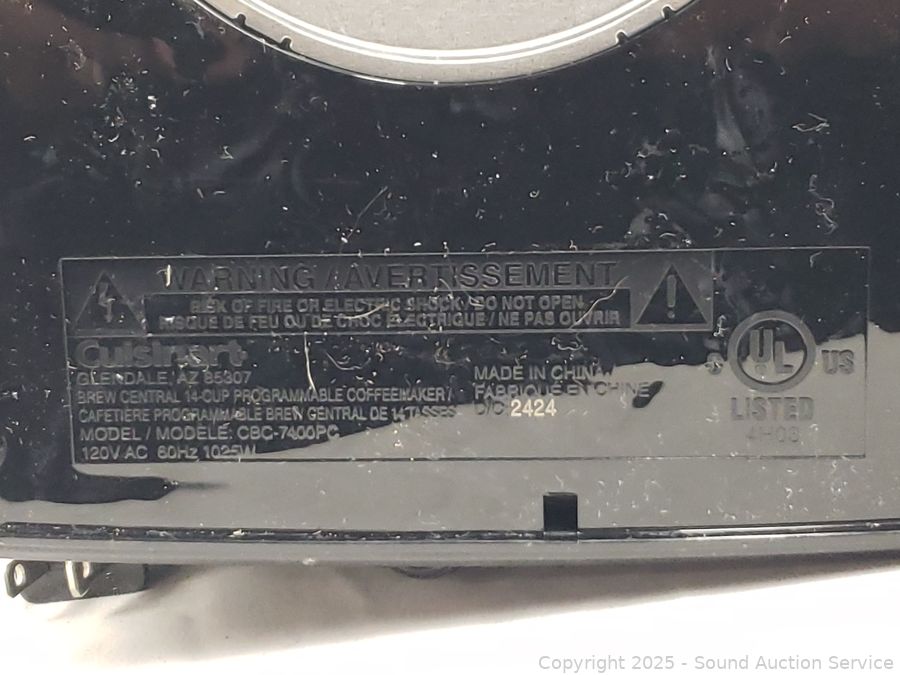 WARNING / AVERTISSEMENT
RISK OF FIRE OR ELECTRIC SHOCK / DO NOT OPEN
RISQUE DE FEU OU DE CHOC ÉLECTRIQUE / NE PAS OUVRIR
Cuisinart
GLENDALE, AZ 85307
BREW CENTRAL 14-CUP PROGRAMMABLE COFFEEMAKER /
CAFETIÈRE PROGRAMMABLE BREW CENTRAL DE 14 TASSES
MODEL / MODÈLE: CBC-7400PC
120V AC 60Hz 1025W
MADE IN CHINA/
FABRIQUÉ EN CHINE
D/C 2424
c UL US
LISTED
4H03
Copyright © 2025 - Sound Auction Service